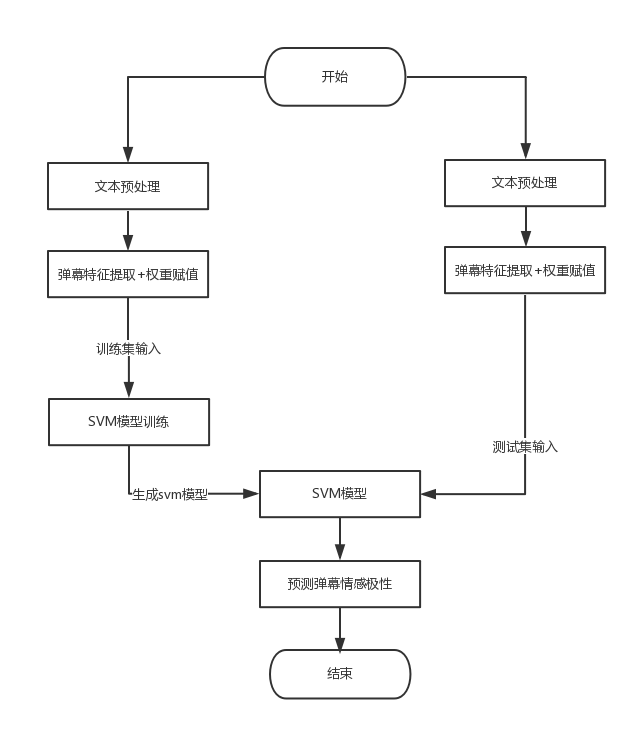 开始
文本预处理
文本预处理
弹幕特征提取+权重赋值
弹幕特征提取+权重赋值
训练集输入
SVM模型训练
测试集输入
生成svm模型
SVM模型
预测弹幕情感极性
结束